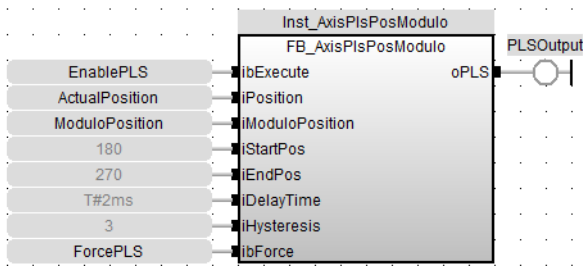 Inst_AxisPlsPosModulo
FB_AxisPlsPosModulo
PLSOutput
EnablePLS ibExecute oPLS
ActualPosition iPosition
ModuloPosition iModuloPosition
180 iStartPos
270 iEndPos
T#2ms iDelayTime
3 iHysteresis
ForcePLS ibForce